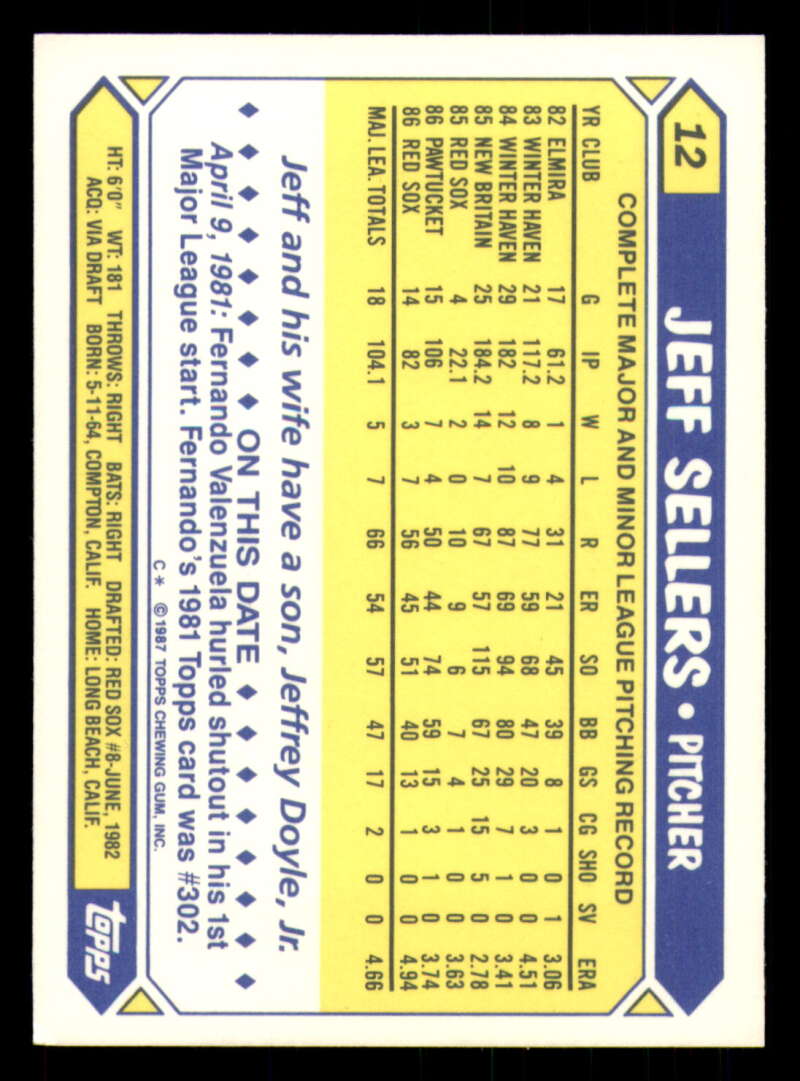 12
JEFF SELLERS • PITCHER
COMPLETE MAJOR AND MINOR LEAGUE PITCHING RECORD
YR CLUB G IP W L R ER SO BB GS CG SHO SV ERA
82 ELMIRA 17 61.2 1 4 31 21 45 39 8 1 0 1 3.06
83 WINTER HAVEN 21 117.2 8 9 77 59 68 47 20 3 0 0 4.51
84 WINTER HAVEN 29 182 12 10 87 69 94 80 29 7 1 0 3.41
85 NEW BRITAIN 25 184.2 14 7 67 57 115 67 25 15 5 0 2.78
85 RED SOX 4 22.1 2 0 10 9 6 7 4 1 0 0 3.63
86 PAWTUCKET 15 106 7 4 50 44 74 59 15 3 1 0 3.74
86 RED SOX 14 82 3 7 56 45 51 40 13 1 0 0 4.94
MAJ. LEA. TOTALS 18 104.1 5 7 66 54 57 47 17 2 0 0 4.66
Jeff and his wife have a son, Jeffrey Doyle, Jr.
◆ ◆ ◆ ◆ ◆ ◆ ◆ ◆ ON THIS DATE ◆ ◆ ◆ ◆ ◆ ◆ ◆ ◆
April 9, 1981: Fernando Valenzuela hurled shutout in his 1st
Major League start. Fernando's 1981 Topps card was #302.
C* ©1987 TOPPS CHEWING GUM, INC.
HT: 6'0" WT: 181 THROWS: RIGHT BATS: RIGHT DRAFTED: RED SOX #8-JUNE, 1982
ACQ: VIA DRAFT BORN: 5-11-64, COMPTON, CALIF. HOME: LONG BEACH, CALIF.
topps